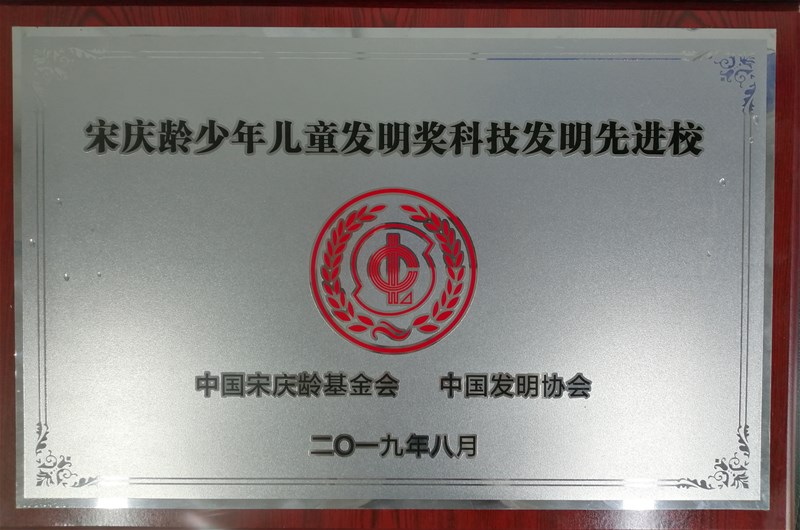 宋庆龄少年儿童发明奖科技发明先进校
中国宋庆龄基金会 中国发明协会
二〇一九年八月